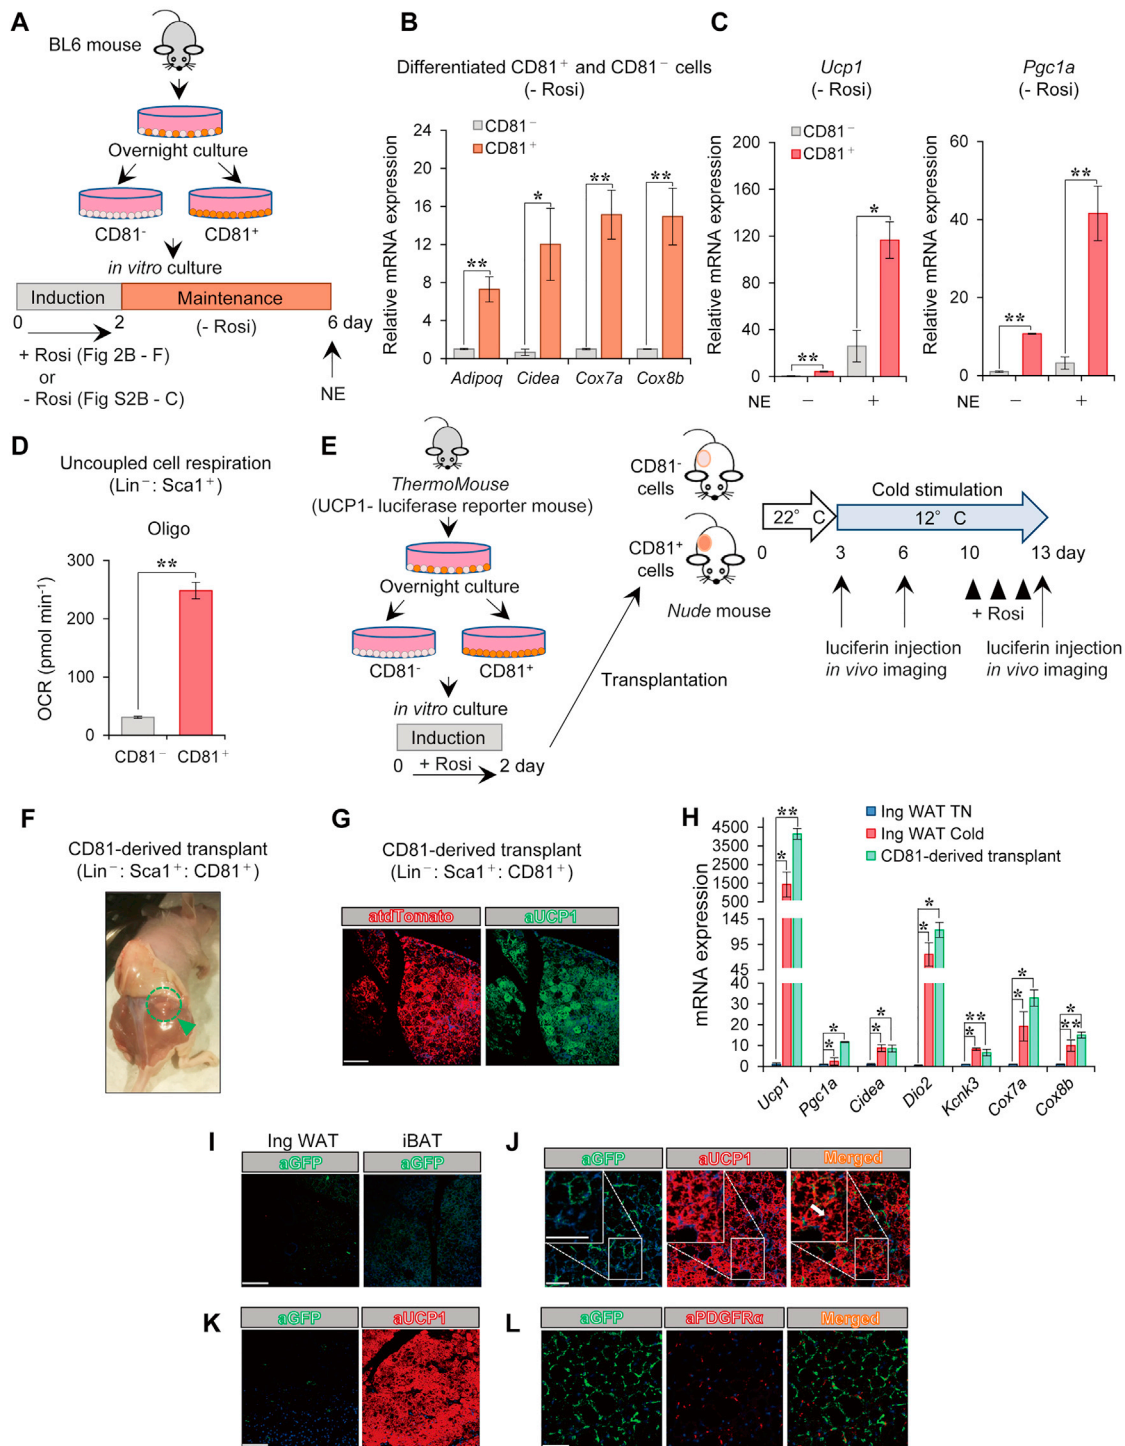 A
BL6 mouse
Overnight culture
CD81-
CD81+
in vitro culture
Induction
Maintenance
0
2
(- Rosi)
6 day
+ Rosi (Fig 2B - F)
or
- Rosi (Fig S2B - C)
NE
B
Differentiated CD81+ and CD81− cells
(- Rosi)
CD81−
CD81+
Relative mRNA expression
24
20
16
12
8
4
0
**
*
**
**
Adipoq
Cidea
Cox7a
Cox8b
C
Ucp1
(- Rosi)
CD81−
CD81+
Relative mRNA expression
200
160
120
80
40
0
**
*
NE
−
+
Pgc1a
(- Rosi)
Relative mRNA expression
60
40
20
0
**
**
NE
−
+
D
Uncoupled cell respiration
(Lin−: Sca1+)
Oligo
OCR (pmol min-1)
300
200
100
0
**
CD81−
CD81+
E
ThermoMouse
(UCP1- luciferase reporter mouse)
Overnight culture
CD81-
CD81+
in vitro culture
Induction
0
+ Rosi
2 day
Transplantation
CD81-
cells
CD81+
cells
Nude mouse
Cold stimulation
22° C
12° C
0
3
6
10
13 day
+ Rosi
luciferin injection
in vivo imaging
luciferin injection
in vivo imaging
F
CD81-derived transplant
(Lin−: Sca1+: CD81+)
G
CD81-derived transplant
(Lin−: Sca1+: CD81+)
atdTomato
aUCP1
H
Ing WAT TN
Ing WAT Cold
CD81-derived transplant
mRNA expression
4500
3500
2500
1500
500
145
95
45
40
30
20
10
0
**
*
*
*
*
*
*
*
**
*
*
*
*
**
Ucp1
Pgc1a
Cidea
Dio2
Kcnk3
Cox7a
Cox8b
I
Ing WAT
iBAT
aGFP
aGFP
J
aGFP
aUCP1
Merged
K
aGFP
aUCP1
L
aGFP
aPDGFRα
Merged